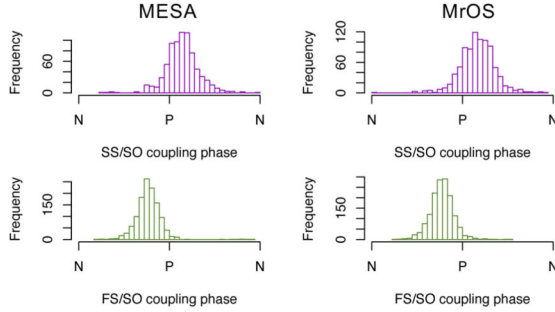 MESA
MrOS
Frequency
0 60
N P N
SS/SO coupling phase
Frequency
0 60 120
N P N
SS/SO coupling phase
Frequency
0 150
N P N
FS/SO coupling phase
Frequency
0 150
N P N
FS/SO coupling phase